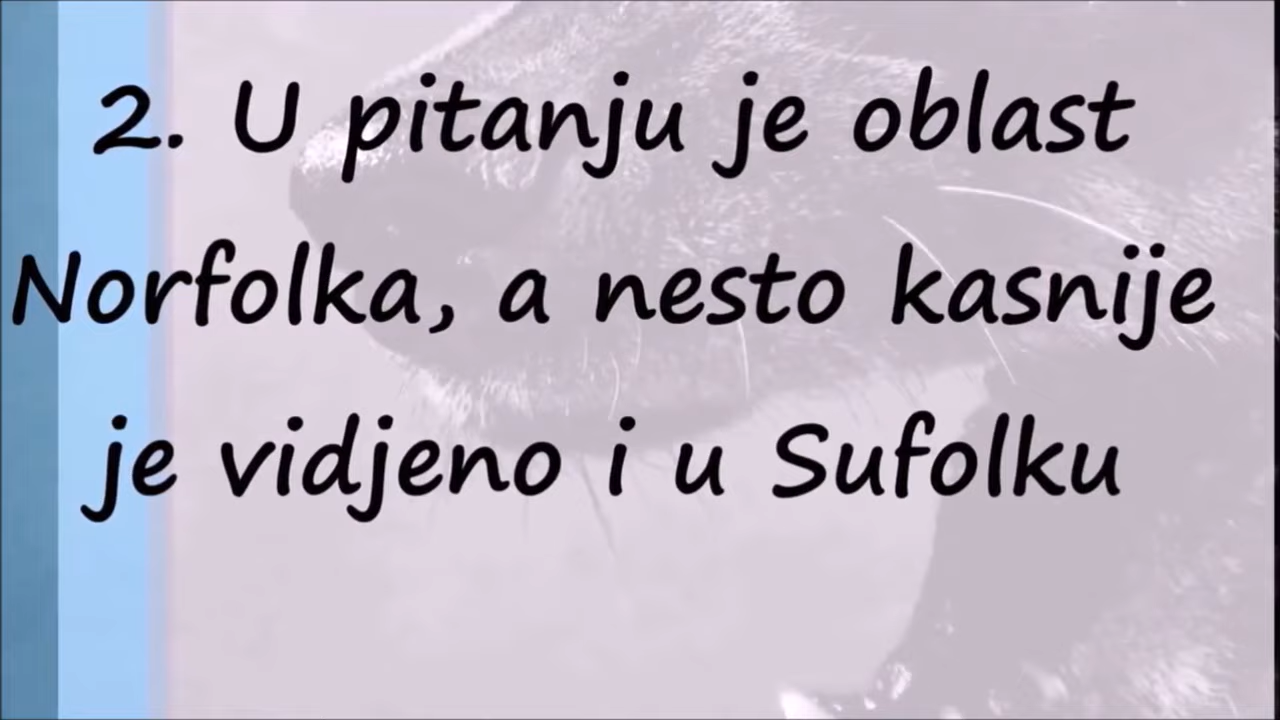 2. U pitanju je oblast
Norfolka, a nesto kasnije
je vidjeno i u Sufolku